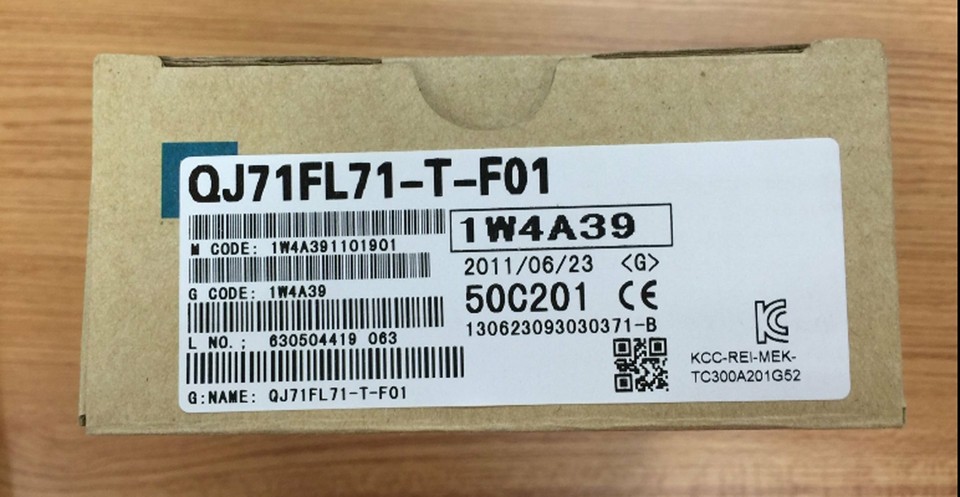 QJ71FL71-T-F01
1W4A39
M CODE: 1W4A391101901
2011/06/23 <G>
G CODE: 1W4A39
50C201 CE
L NO.: 630504419 063
130623093030371-B
KCC-REI-MEK-
TC300A201G52
G:NAME: QJ71FL71-T-F01